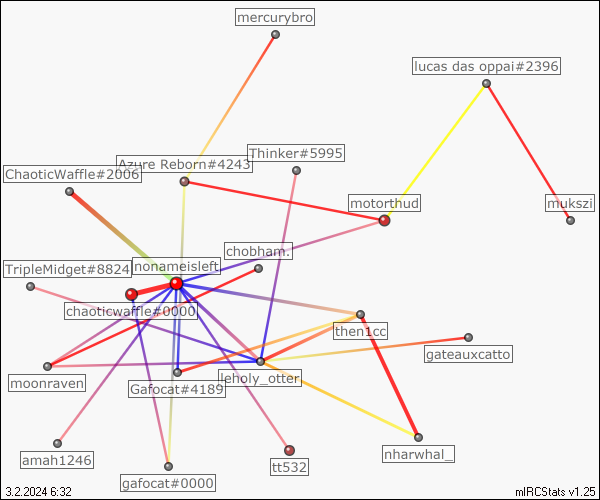 mercurybro
lucas das oppai#2396
Thinker#5995
Azure Reborn#4243
ChaoticWaffle#2006
motorthud
mukszi
chobham.
nonameisleft
TripleMidget#8824
chaoticwaffle#0000
then1cc
gateauxcatto
leholy_otter
moonraven
Gafocat#4189
nharwhal_
amah1246
tt532
gafocat#0000
3.2.2024 6:32
mIRCStats v1.25